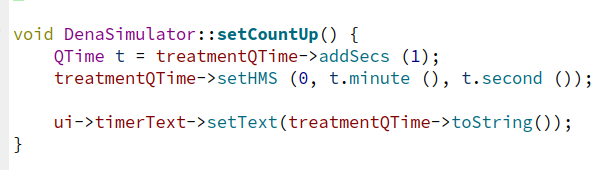 void DenaSimulator::setCountUp() {
    QTime t = treatmentQTime->addSecs (1);
    treatmentQTime->setHMS (0, t.minute (), t.second ());

    ui->timerText->setText(treatmentQTime->toString());
}